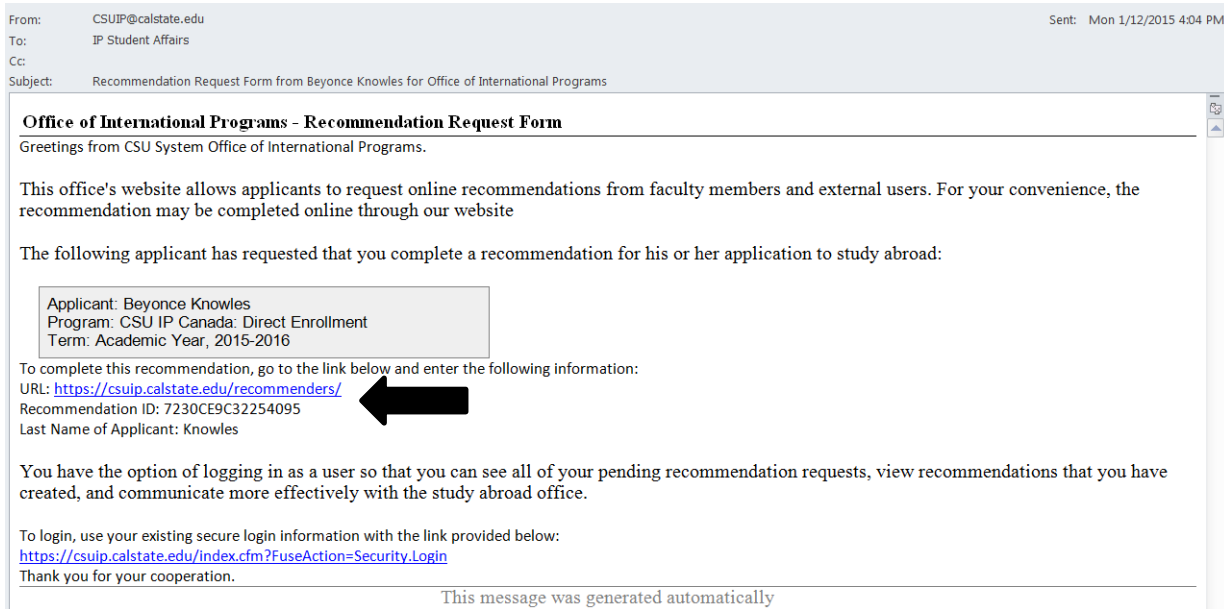 From: CSUIP@calstate.edu Sent: Mon 1/12/2015 4:04 PM
To: IP Student Affairs
Cc:
Subject: Recommendation Request Form from Beyonce Knowles for Office of International Programs
Office of International Programs - Recommendation Request Form
Greetings from CSU System Office of International Programs.
This office's website allows applicants to request online recommendations from faculty members and external users. For your convenience, the
recommendation may be completed online through our website
The following applicant has requested that you complete a recommendation for his or her application to study abroad:
Applicant: Beyonce Knowles
Program: CSU IP Canada: Direct Enrollment
Term: Academic Year, 2015-2016
To complete this recommendation, go to the link below and enter the following information:
URL: https://csuip.calstate.edu/recommenders/
Recommendation ID: 7230CE9C32254095
Last Name of Applicant: Knowles
You have the option of logging in as a user so that you can see all of your pending recommendation requests, view recommendations that you have
created, and communicate more effectively with the study abroad office.
To login, use your existing secure login information with the link provided below:
https://csuip.calstate.edu/index.cfm?FuseAction=Security.Login
Thank you for your cooperation.
This message was generated automatically